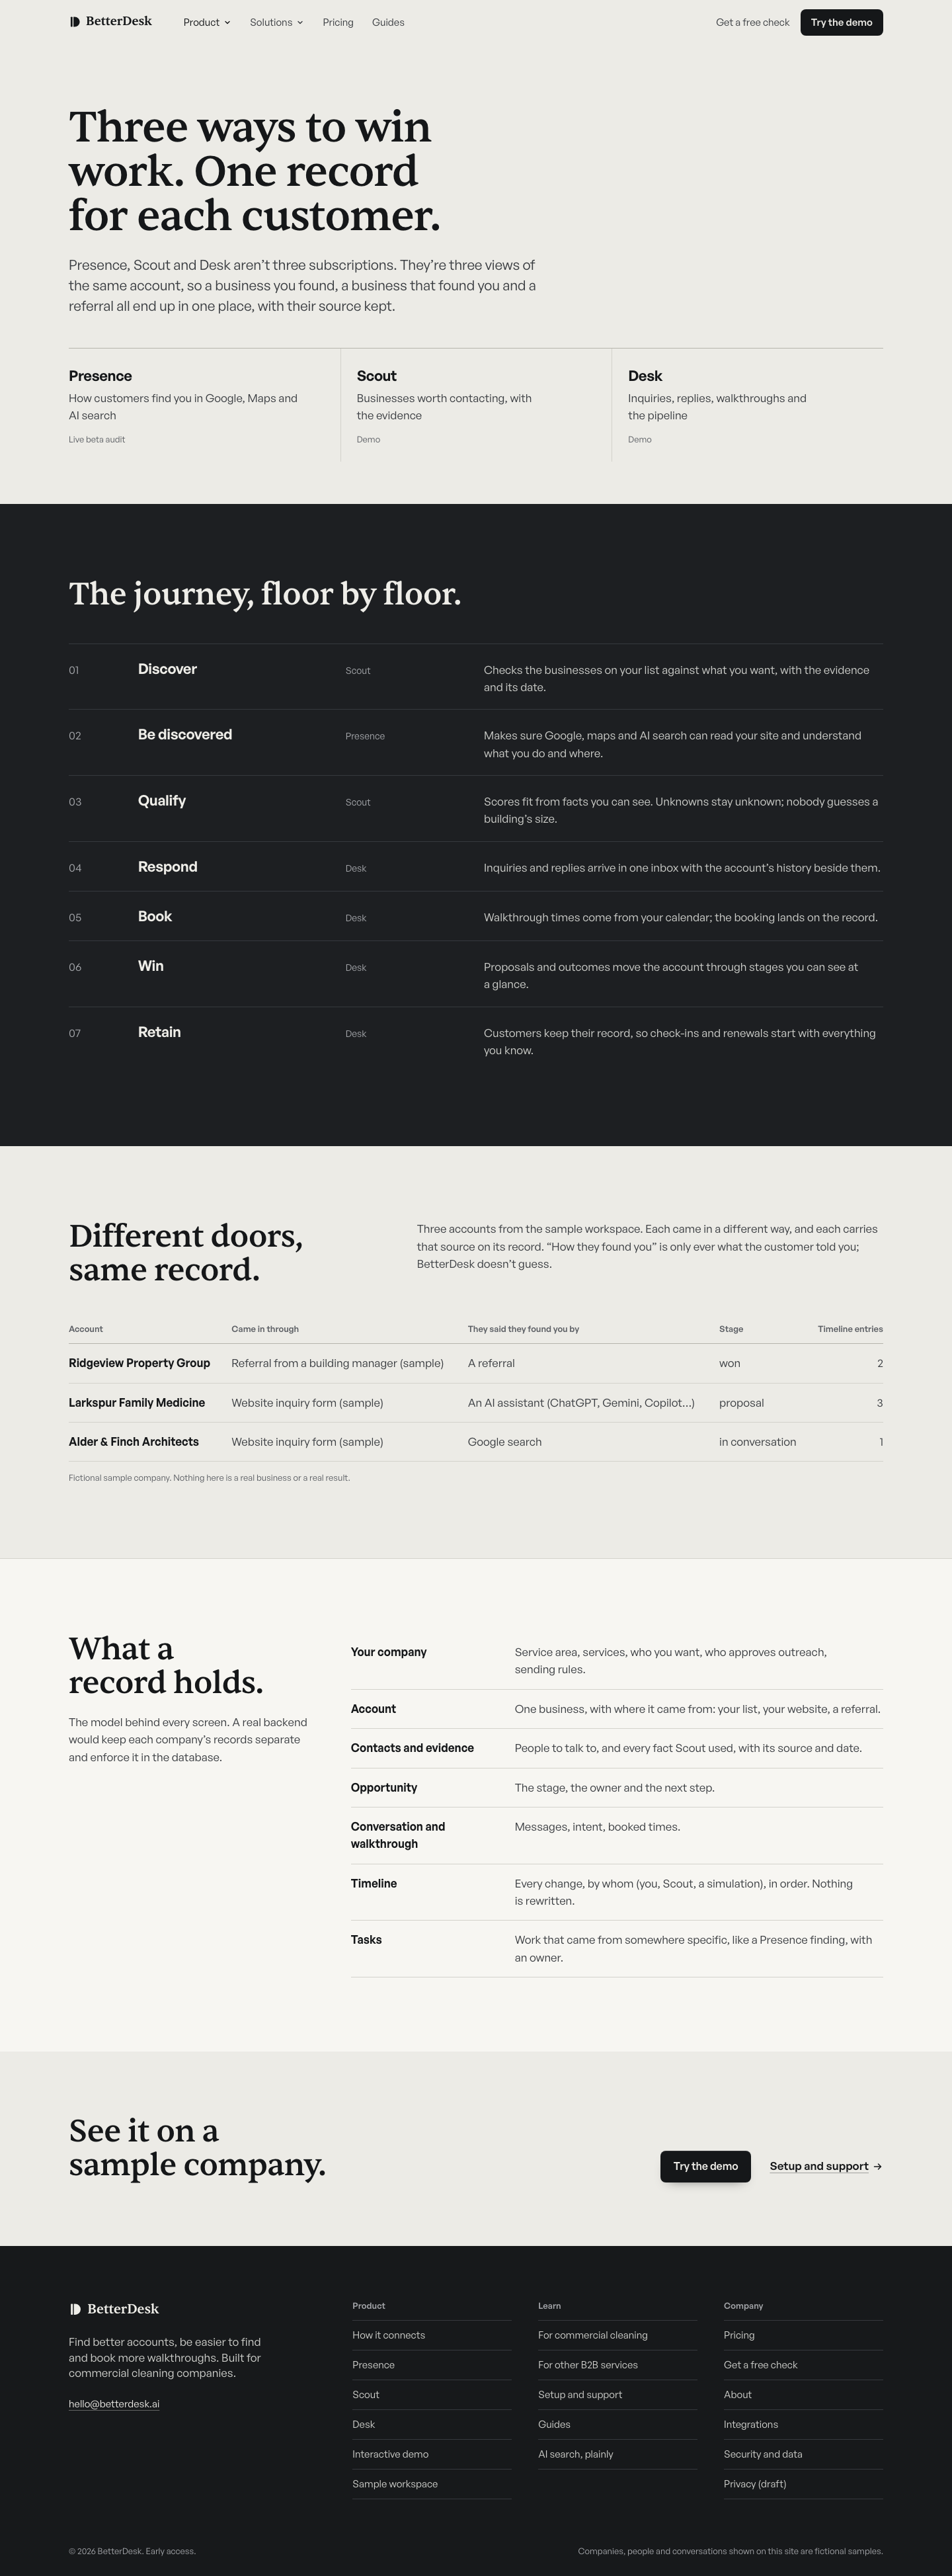 BetterDesk
Product
Solutions
Pricing
Guides
Get a free check
Try the demo
Three ways to win
work. One record
for each customer.
Presence, Scout and Desk aren’t three subscriptions. They’re three views of
the same account, so a business you found, a business that found you and a
referral all end up in one place, with their source kept.
Presence
How customers find you in Google, Maps and
AI search
Live beta audit
Scout
Businesses worth contacting, with
the evidence
Demo
Desk
Inquiries, replies, walkthroughs and
the pipeline
Demo
The journey, floor by floor.
01 Discover Scout Checks the businesses on your list against what you want, with the evidence
and its date.
02 Be discovered Presence Makes sure Google, maps and AI search can read your site and understand
what you do and where.
03 Qualify Scout Scores fit from facts you can see. Unknowns stay unknown; nobody guesses a
building’s size.
04 Respond Desk Inquiries and replies arrive in one inbox with the account’s history beside them.
05 Book Desk Walkthrough times come from your calendar; the booking lands on the record.
06 Win Desk Proposals and outcomes move the account through stages you can see at
a glance.
07 Retain Desk Customers keep their record, so check-ins and renewals start with everything
you know.
Different doors,
same record.
Three accounts from the sample workspace. Each came in a different way, and each carries
that source on its record. “How they found you” is only ever what the customer told you;
BetterDesk doesn’t guess.
Account Came in through They said they found you by Stage Timeline entries
Ridgeview Property Group Referral from a building manager (sample) A referral won 2
Larkspur Family Medicine Website inquiry form (sample) An AI assistant (ChatGPT, Gemini, Copilot…) proposal 3
Alder & Finch Architects Website inquiry form (sample) Google search in conversation 1
Fictional sample company. Nothing here is a real business or a real result.
What a
record holds.
The model behind every screen. A real backend
would keep each company’s records separate
and enforce it in the database.
Your company Service area, services, who you want, who approves outreach,
sending rules.
Account One business, with where it came from: your list, your website, a referral.
Contacts and evidence People to talk to, and every fact Scout used, with its source and date.
Opportunity The stage, the owner and the next step.
Conversation and Messages, intent, booked times.
walkthrough
Timeline Every change, by whom (you, Scout, a simulation), in order. Nothing
is rewritten.
Tasks Work that came from somewhere specific, like a Presence finding, with
an owner.
See it on a
sample company.
Try the demo
Setup and support →
BetterDesk
Find better accounts, be easier to find
and book more walkthroughs. Built for
commercial cleaning companies.
hello@betterdesk.ai
Product
How it connects
Presence
Scout
Desk
Interactive demo
Sample workspace
Learn
For commercial cleaning
For other B2B services
Setup and support
Guides
AI search, plainly
Company
Pricing
Get a free check
About
Integrations
Security and data
Privacy (draft)
© 2026 BetterDesk. Early access.
Companies, people and conversations shown on this site are fictional samples.